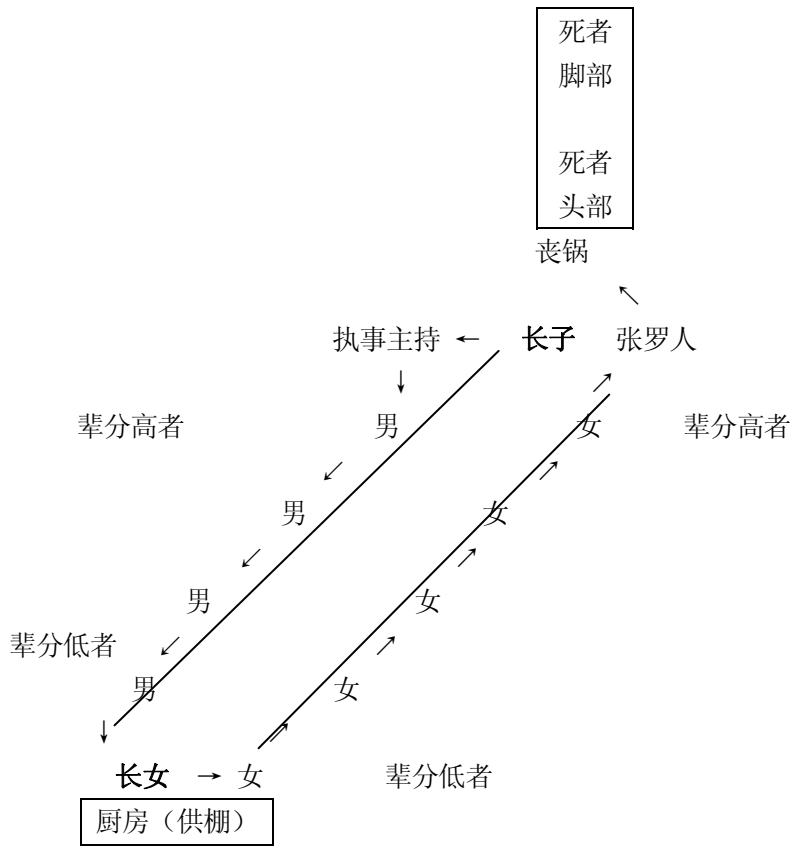 死者
脚部
死者
头部
丧锅
↖
执事主持 ← 长子 张罗人
↓ ↗
辈分高者 男 女 辈分高者
↙ ↗
男 女
↙ ↗
男 女
辈分低者 ↙ ↗
男 女
↓ ↗
长女 → 女 辈分低者
厨房（供棚）